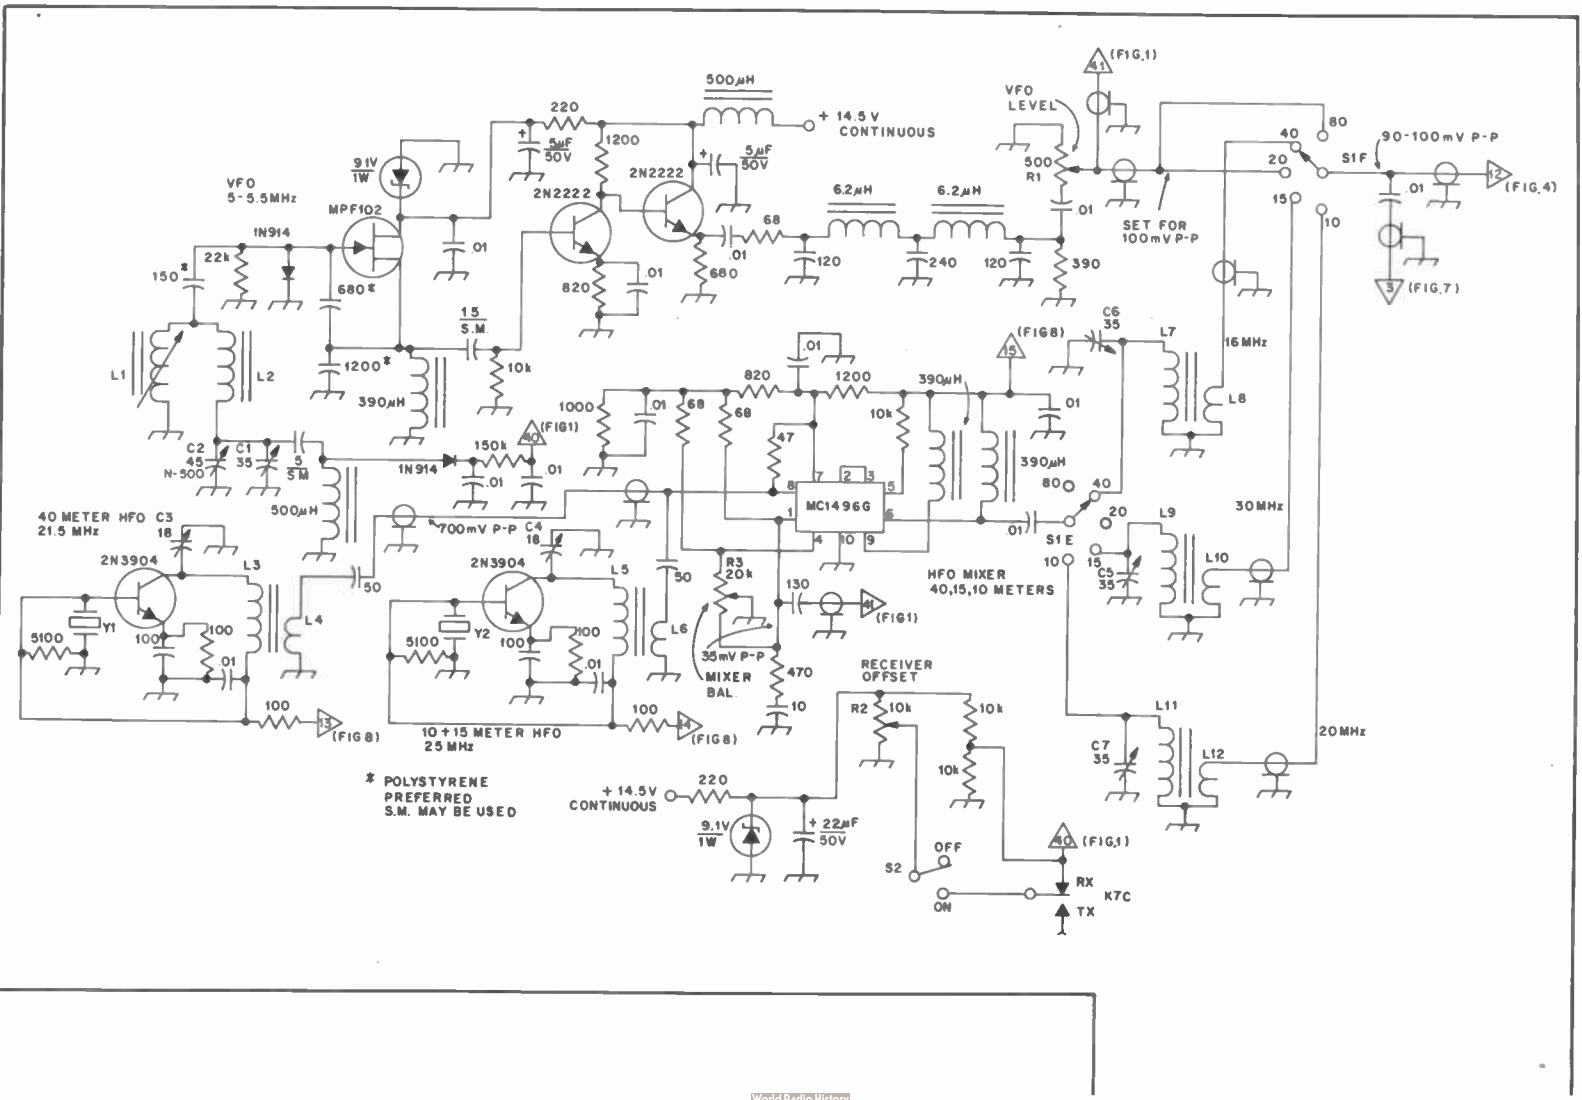 41 (FIG.1)
500µH
VFO
LEVEL
220
+ 14.5 V
CONTINUOUS
80
40
90-100mV P-P
1200
5µF
50V
5µF
50V
20
S1F
9.1V
1W
2N2222
500
R1
12
(FIG.4)
VFO
5-5.5MHz
2N2222
6.2µH
6.2µH
15
.01
MPF102
.01
SET FOR
100mV P-P
10
1N914
68
22k
.01
.01
150*
680
120
240
120
390
680*
820
.01
3 (FIG.7)
15
S.M.
C6
35
L7
(FIG8)
15
.01
16MHz
L1
L2
1200*
10k
820
1200
390µH
L8
390µH
1000
.01
68
68
10k
.01
40
(FIG1)
C2
45
N-500
C1
35
5
SM
150k
47
390µH
1N914
.01
.01
7
2
3
80
40
500µH
8
5
MC1496G
30MHz
40 METER HFO
21.5 MHz
C3
18
700mV P-P
C4
18
1
6
.01
20
L9
4
10
9
S1E
2N3904
L3
2N3904
L5
R3
20k
10
15
L10
50
50
HFO MIXER
40,15,10 METERS
C5
35
130
41
(FIG1)
Y1
100
100
L4
Y2
100
100
L6
5100
.01
5100
.01
35mV P-P
MIXER
BAL.
470
RECEIVER
OFFSET
100
13
(FIG8)
100
14
(FIG8)
10
R2
10k
10k
L11
10 + 15 METER HFO
25 MHz
20MHz
C7
35
L12
10k
* POLYSTYRENE
PREFERRED
S.M. MAY BE USED
220
+ 14.5V
CONTINUOUS
9.1V
1W
+ 22µF
50V
40 (FIG.1)
OFF
S2
RX
K7C
ON
TX
World Radio History